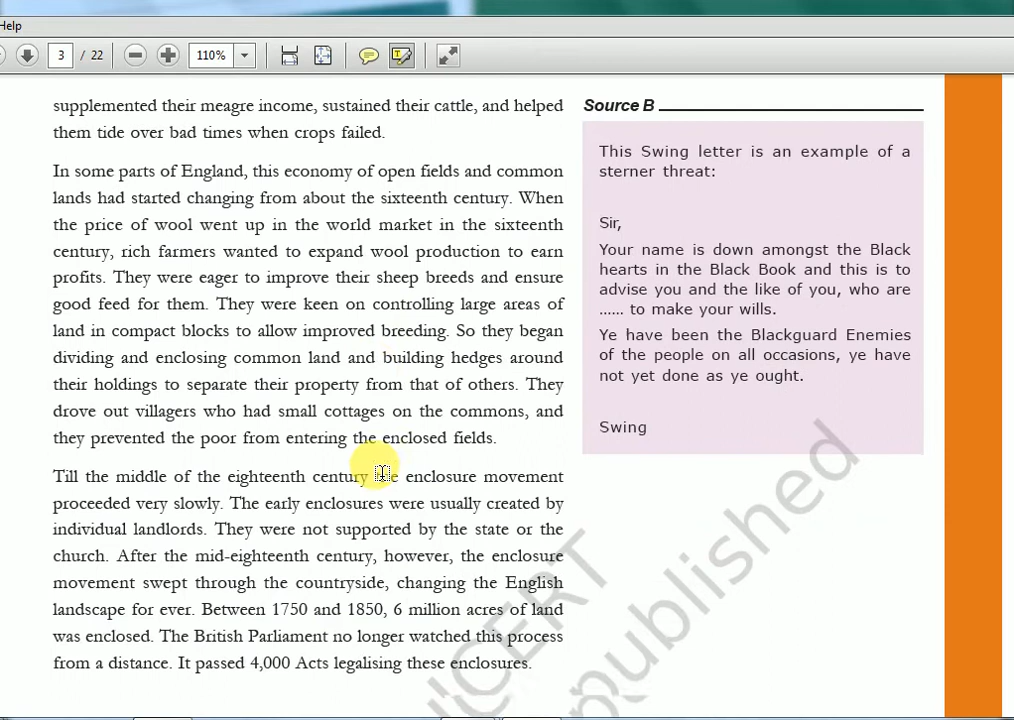 Help
3 / 22
110%
supplemented their meagre income, sustained their cattle, and helped
them tide over bad times when crops failed.
In some parts of England, this economy of open fields and common
lands had started changing from about the sixteenth century. When
the price of wool went up in the world market in the sixteenth
century, rich farmers wanted to expand wool production to earn
profits. They were eager to improve their sheep breeds and ensure
good feed for them. They were keen on controlling large areas of
land in compact blocks to allow improved breeding. So they began
dividing and enclosing common land and building hedges around
their holdings to separate their property from that of others. They
drove out villagers who had small cottages on the commons, and
they prevented the poor from entering the enclosed fields.
Till the middle of the eighteenth century the enclosure movement
proceeded very slowly. The early enclosures were usually created by
individual landlords. They were not supported by the state or the
church. After the mid-eighteenth century, however, the enclosure
movement swept through the countryside, changing the English
landscape for ever. Between 1750 and 1850, 6 million acres of land
was enclosed. The British Parliament no longer watched this process
from a distance. It passed 4,000 Acts legalising these enclosures.
Source B
This Swing letter is an example of a
sterner threat:
Sir,
Your name is down amongst the Black
hearts in the Black Book and this is to
advise you and the like of you, who are
...... to make your wills.
Ye have been the Blackguard Enemies
of the people on all occasions, ye have
not yet done as ye ought.
Swing
NCERT
published